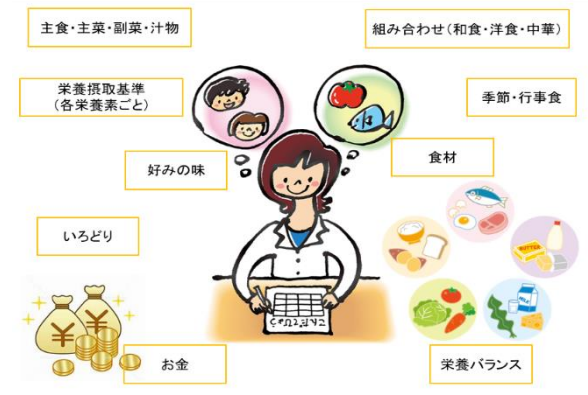 主食・主菜・副菜・汁物
組み合わせ(和食・洋食・中華)
栄養摂取基準
(各栄養素ごと)
季節・行事食
好みの味
食材
いろどり
BUTTER
お金
栄養バランス